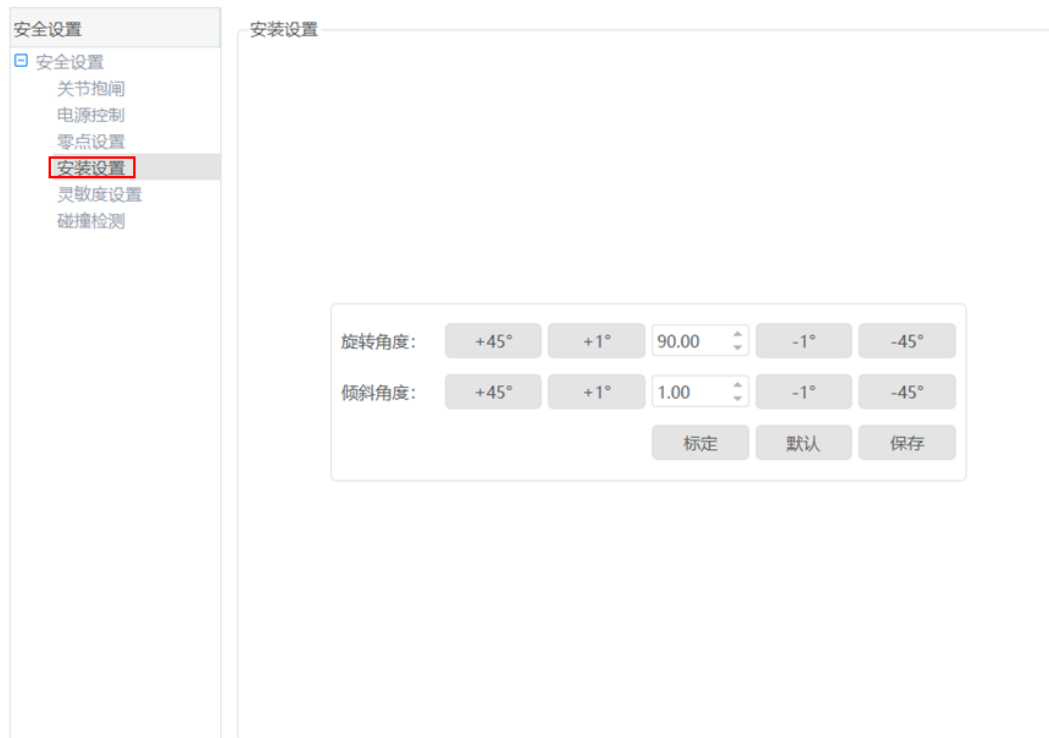 安全设置
安全设置
关节抱闸
电源控制
零点设置
安装设置
灵敏度设置
碰撞检测
安装设置
旋转角度： +45° +1° 90.00 -1° -45°
倾斜角度： +45° +1° 1.00 -1° -45°
标定 默认 保存